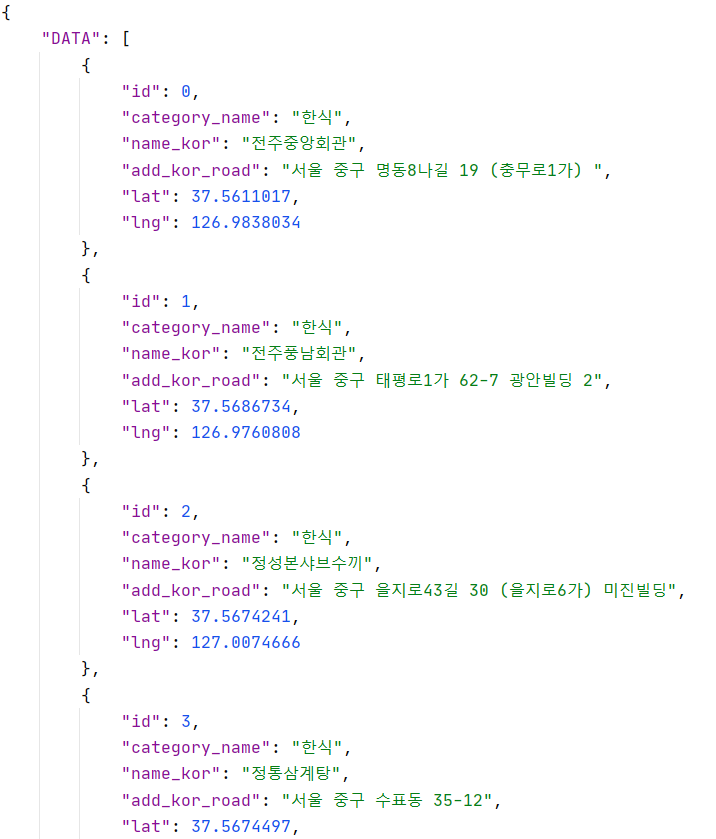 {
"DATA": [
{
"id": 0,
"category_name": "한식",
"name_kor": "전주중앙회관",
"add_kor_road": "서울 중구 명동8나길 19 (충무로1가) ",
"lat": 37.5611017,
"lng": 126.9838034
},
{
"id": 1,
"category_name": "한식",
"name_kor": "전주풍남회관",
"add_kor_road": "서울 중구 태평로1가 62-7 광안빌딩 2",
"lat": 37.5686734,
"lng": 126.9760808
},
{
"id": 2,
"category_name": "한식",
"name_kor": "정성본샤브수끼",
"add_kor_road": "서울 중구 을지로43길 30 (을지로6가) 미진빌딩",
"lat": 37.5674241,
"lng": 127.0074666
},
{
"id": 3,
"category_name": "한식",
"name_kor": "정통삼계탕",
"add_kor_road": "서울 중구 수표동 35-12",
"lat": 37.5674497,